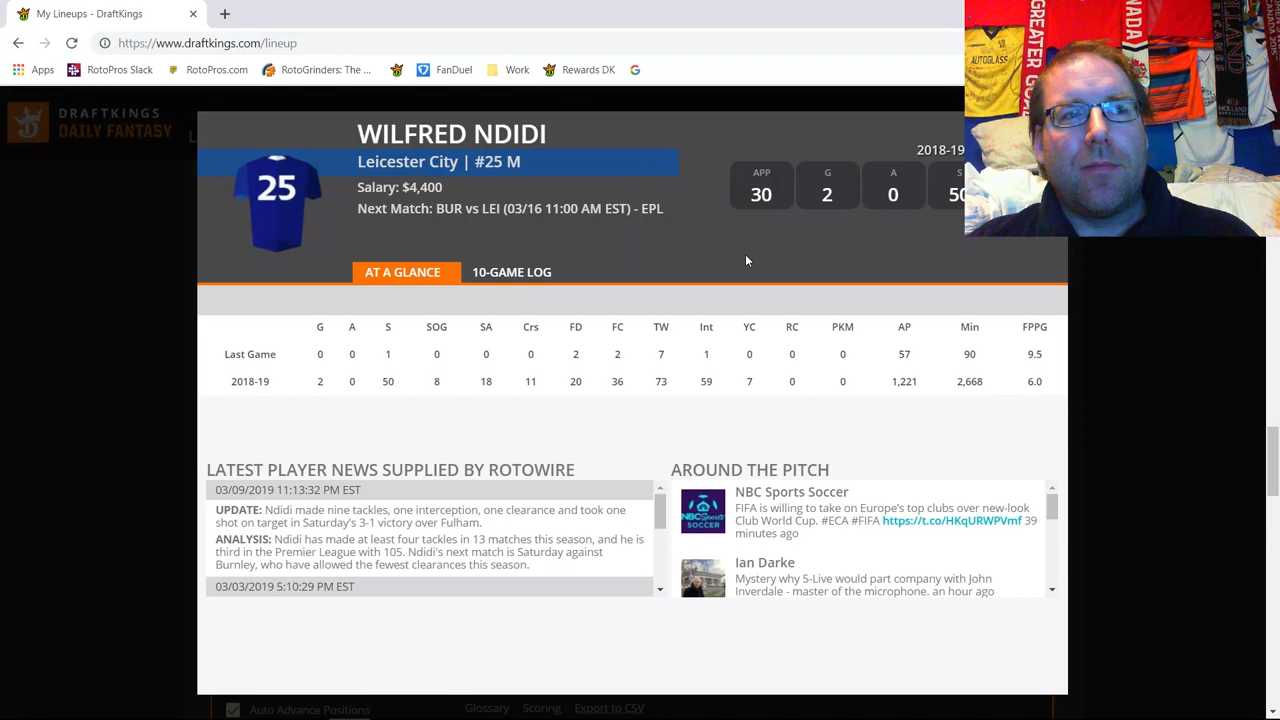 My Lineups - DraftKings
https://www.draftkings.com/lineup
Apps RotoPros Slack RotoPros.com RotoGrinders: The ... FanDuel Work Rewards DK
DRAFTKINGS
DAILY FANTASY
WILFRED NDIDI
Leicester City | #25 M
Salary: $4,400
Next Match: BUR vs LEI (03/16 11:00 AM EST) - EPL
25
2018-19
APP G A S
30 2 0 50
AT A GLANCE 10-GAME LOG
G A S SOG SA Crs FD FC TW Int YC RC PKM AP Min FPPG
Last Game 0 0 1 0 0 0 2 2 7 1 0 0 0 57 90 9.5
2018-19 2 0 50 8 18 11 20 36 73 59 7 0 0 1,221 2,668 6.0
LATEST PLAYER NEWS SUPPLIED BY ROTOWIRE
03/09/2019 11:13:32 PM EST
UPDATE: Ndidi made nine tackles, one interception, one clearance and took one
shot on target in Saturday's 3-1 victory over Fulham.
ANALYSIS: Ndidi has made at least four tackles in 13 matches this season, and he is
third in the Premier League with 105. Ndidi's next match is Saturday against
Burnley, who have allowed the fewest clearances this season.
03/03/2019 5:10:29 PM EST
AROUND THE PITCH
NBC Sports Soccer
FIFA is willing to take on Europe's top clubs over new-look
Club World Cup. #ECA #FIFA https://t.co/HKqURWPVmf 39
minutes ago
Ian Darke
Mystery why 5-Live would part company with John
Inverdale - master of the microphone. an hour ago
Auto Advance Positions Glossary Scoring Export to CSV
AUTOGLASS
GREATER GOAL
HOLLAND